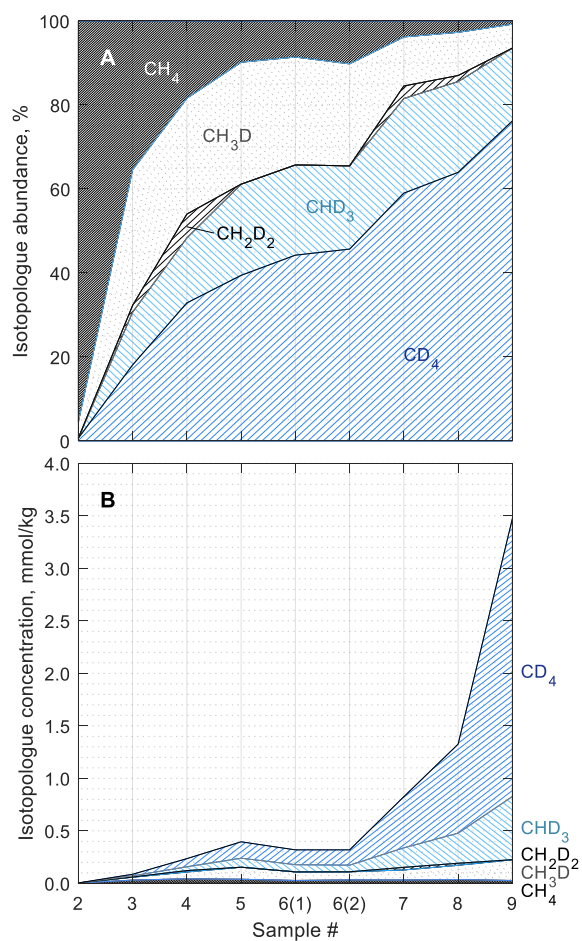 100
80
60
40
20
0
Isotopologue abundance, %
A
CH4
CH3D
CH2D2
CHD3
CD4
4.0
3.5
3.0
2.5
2.0
1.5
1.0
0.5
0.0
Isotopologue concentration, mmol/kg
B
CD4
CHD3
CH2D2
CH3D
CH4
2 3 4 5 6(1) 6(2) 7 8 9
Sample #